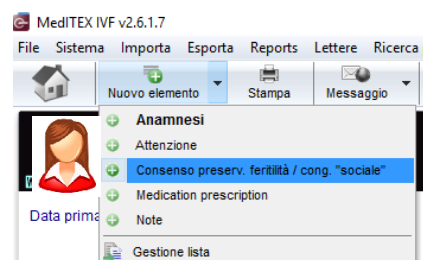 MedITEX IVF v2.6.1.7
File Sistema Importa Esporta Reports Lettere Ricerca
Nuovo elemento Stampa Messaggio
Anamnesi
Attenzione
Consenso preserv. feritilità / cong. "sociale"
Medication prescription
Data prima
Note
Gestione lista